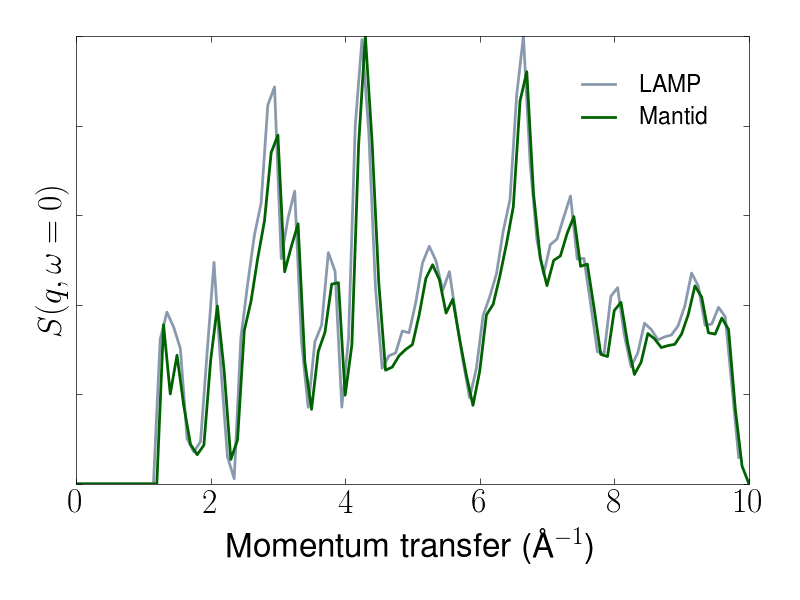 LAMP
Mantid
S(q, ω = 0)
0 2 4 6 8 10
Momentum transfer (Å⁻¹)